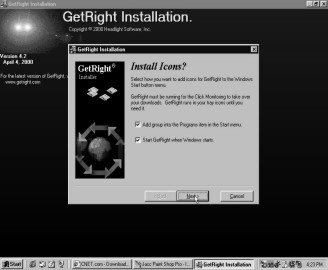 GetRight Installation
GetRight Installation.
Copyright © 2000 Headlight Software, Inc.
Version 4.2
April 4, 2000
For the latest version of GetRight,
www.getright.com
GetRight Installation
GetRight®
Installer
Install Icons?
Select how you want to add icons for GetRight to the Windows
Start button menu.
GetRight must be running for the Click Monitoring to take over
your downloads. GetRight runs in your tray icons until you
need it.
Add group into the Programs item in the Start menu.
Start GetRight when Windows starts.
Next
Cancel
Start
CNET.com - Download...
Jasc Paint Shop Pro - I...
GetRight Installation
4:23 PM